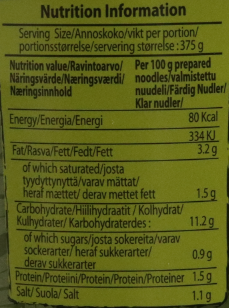 Nutrition Information
Serving Size/Annoskoko/vikt per portion/
portionsstørrelse/servering størrelse :375 g
Nutrition value/Ravintoarvo/ Per 100 g prepared
Näringsvärde/Næringsværdi/ noodles/valmistettu
Næringsinnhold nuudeli/Färdig Nudler/
Klar nudler/
Energy/Energia/Energi 80 Kcal
334 KJ
Fat/Rasva/Fett/Fedt/Fett 3.2 g
of which saturated/josta
tyydyttynyttä/varav mättat/
heraf mættet/ derav mettet fett 1.5 g
Carbohydrate/Hiilihydraatit / Kolhydrat/
Kulhydrater/ Karbohydraterdes : 11.2 g
of which sugars/josta sokereita/varav
sockerarter/ heraf sukkerarter/
derav sukkerarter 0.9 g
Protein/Proteiini/Protein/Protein/Proteiner 1.5 g
Salt/ Suola/ Salt 1.1 g